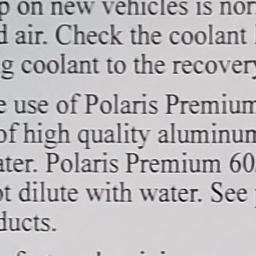 on new vehicles is nor
air. Check the coolant
g coolant to the recovery
e use of Polaris Premium
of high quality aluminum
ater. Polaris Premium 60
ot dilute with water. See
ducts.